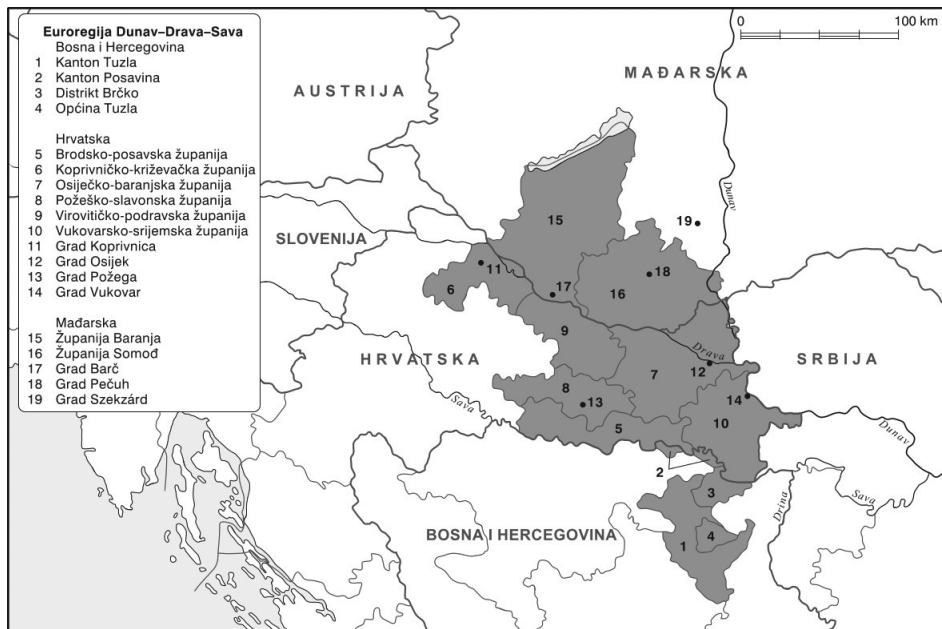 Euroregija Dunav–Drava–Sava
Bosna i Hercegovina
1 Kanton Tuzla
2 Kanton Posavina
3 Distrikt Brčko
4 Općina Tuzla
Hrvatska
5 Brodsko-posavska županija
6 Koprivničko-križevačka županija
7 Osiječko-baranjska županija
8 Požeško-slavonska županija
9 Virovitičko-podravska županija
10 Vukovarsko-srijemska županija
11 Grad Koprivnica
12 Grad Osijek
13 Grad Požega
14 Grad Vukovar
Mađarska
15 Županija Baranja
16 Županija Somođ
17 Grad Barč
18 Grad Pečuh
19 Grad Szekzárd
0 100 km
MAĐARSKA
AUSTRIJA
Dunav
19
15
SLOVENIJA
11
18
6
17
16
9
HRVATSKA
Drava
SRBIJA
12
7
8
13
14
Sava
10
5
Dunav
2
3
Drina
Sava
BOSNA I HERCEGOVINA
4
1